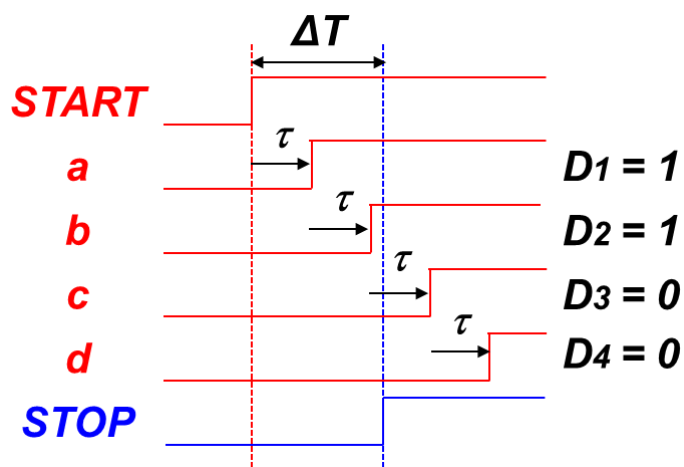 ΔT
START
τ
a
D1 = 1
τ
b
D2 = 1
τ
c
D3 = 0
τ
d
D4 = 0
STOP